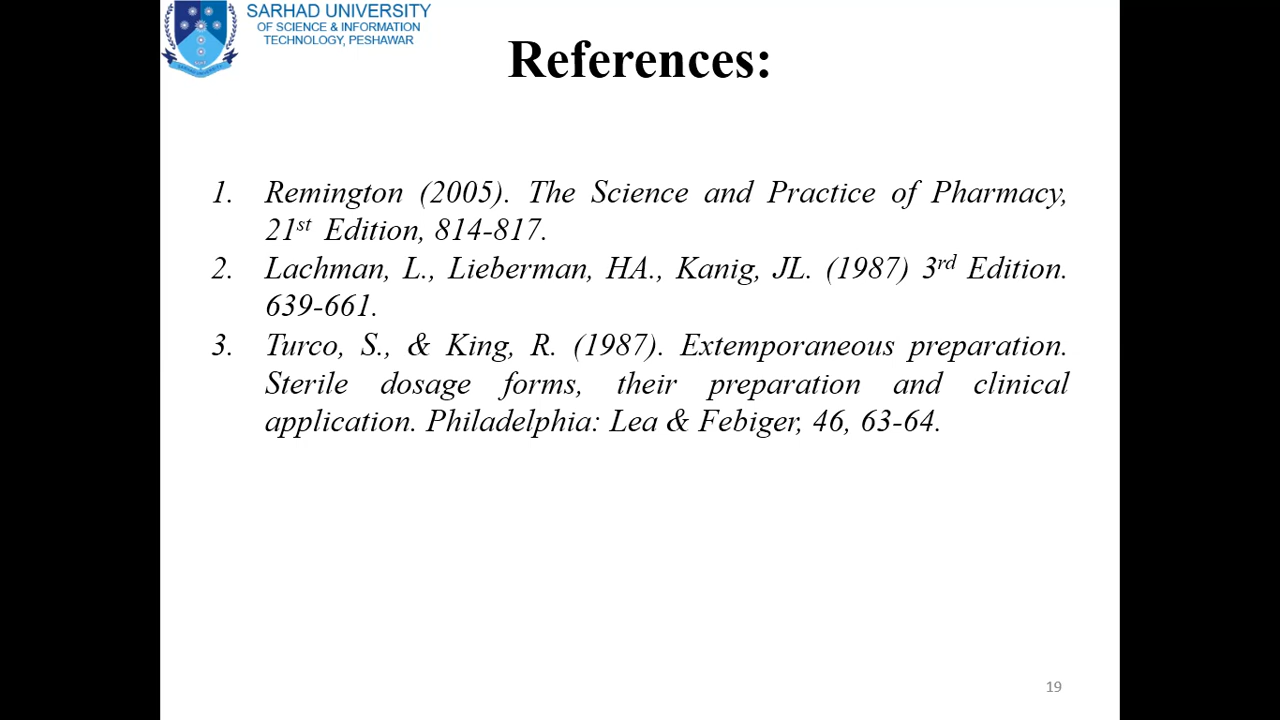 SARHAD UNIVERSITY
OF SCIENCE & INFORMATION
TECHNOLOGY, PESHAWAR
References:
1. Remington (2005). The Science and Practice of Pharmacy,
21st Edition, 814-817.
2. Lachman, L., Lieberman, HA., Kanig, JL. (1987) 3rd Edition.
639-661.
3. Turco, S., & King, R. (1987). Extemporaneous preparation.
Sterile dosage forms, their preparation and clinical
application. Philadelphia: Lea & Febiger, 46, 63-64.
19